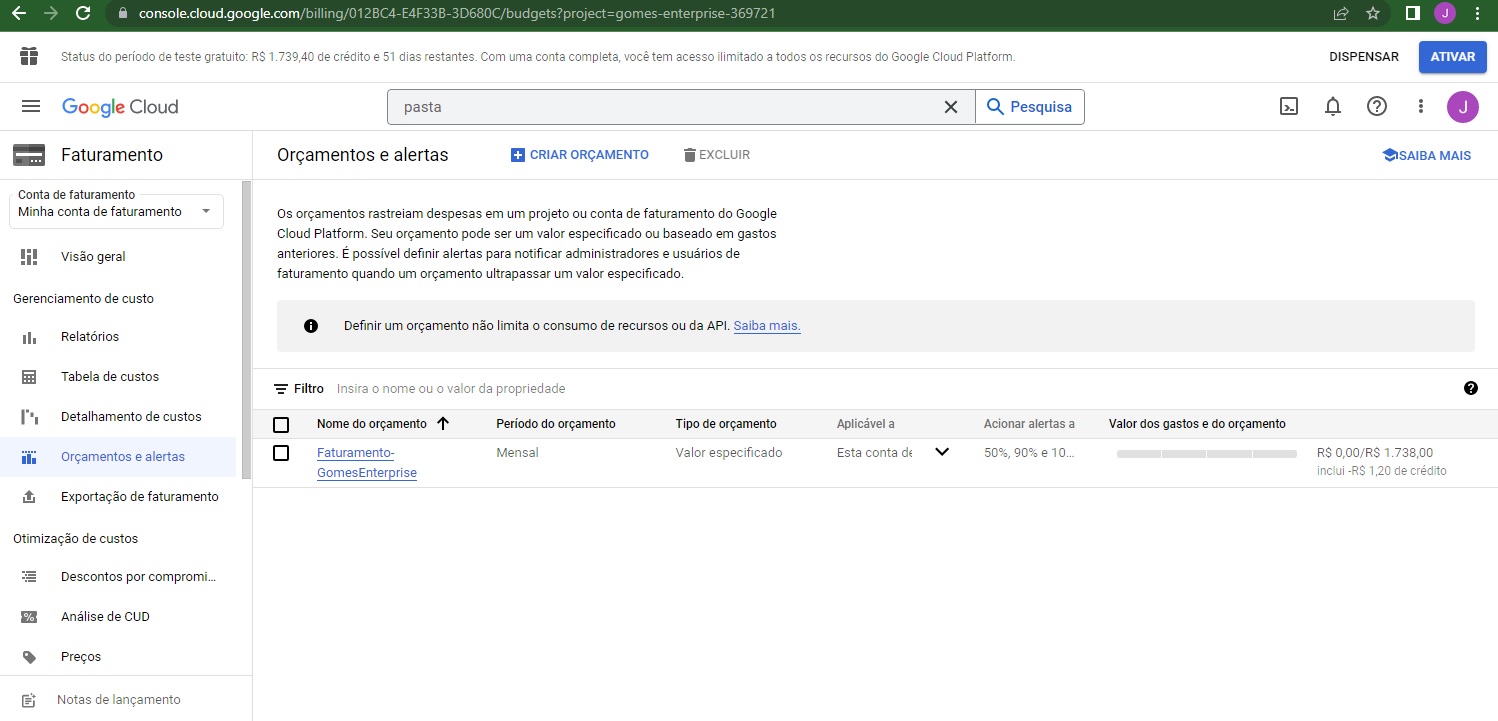 console.cloud.google.com/billing/012BC4-E4F33B-3D680C/budgets?project=gomes-enterprise-369721
J
Status do período de teste gratuito: R$ 1.739,40 de crédito e 51 dias restantes. Com uma conta completa, você tem acesso ilimitado a todos os recursos do Google Cloud Platform.
DISPENSAR
ATIVAR
Google Cloud
pasta
Pesquisa
J
Faturamento
Orçamentos e alertas
CRIAR ORÇAMENTO
EXCLUIR
SAIBA MAIS
Conta de faturamento
Minha conta de faturamento
Visão geral
Gerenciamento de custo
Relatórios
Tabela de custos
Detalhamento de custos
Orçamentos e alertas
Exportação de faturamento
Otimização de custos
Descontos por compromi...
Análise de CUD
Preços
Notas de lançamento
Os orçamentos rastreiam despesas em um projeto ou conta de faturamento do Google
Cloud Platform. Seu orçamento pode ser um valor especificado ou baseado em gastos
anteriores. É possível definir alertas para notificar administradores e usuários de
faturamento quando um orçamento ultrapassar um valor especificado.
Definir um orçamento não limita o consumo de recursos ou da API. Saiba mais.
Filtro Insira o nome ou o valor da propriedade
Nome do orçamento Período do orçamento Tipo de orçamento Aplicável a Acionar alertas a Valor dos gastos e do orçamento
Faturamento- Mensal Valor especificado Esta conta de 50%, 90% e 10... R$ 0,00/R$ 1.738,00
GomesEnterprise inclui -R$ 1,20 de crédito